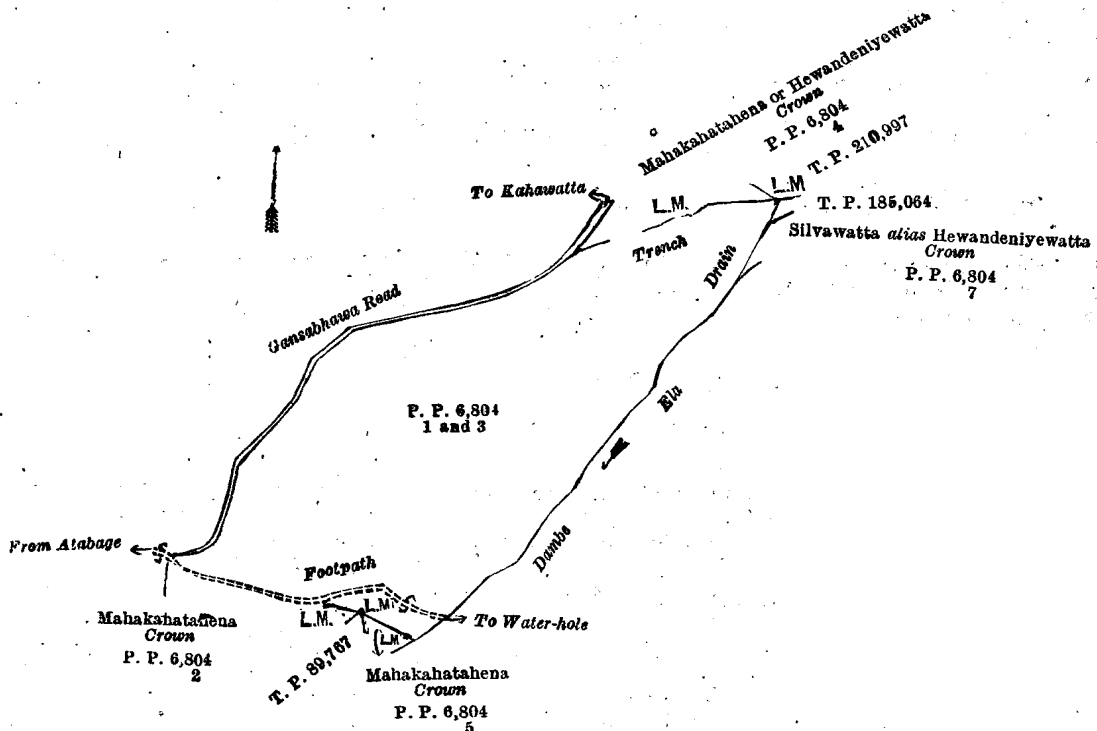 Mahakahatahena or Hewandeniyewatta
Crown
P. P. 6,804
4
T. P. 210,997
To Kahawatta
L.M.
L.M
T. P. 185,064
Silvawatta alias Hewandeniyewatta
Crown
P. P. 6,804
7
Trench
Drain
Gansabhawa Road
P. P. 6,804
1 and 3
Ela
Dambe
From Atabage
Footpath
L.M.
L.M.
L.M
To Water-hole
Mahakahatahena
Crown
P. P. 6,804
2
T. P. 89,767
Mahakahatahena
Crown
P. P. 6,804
5